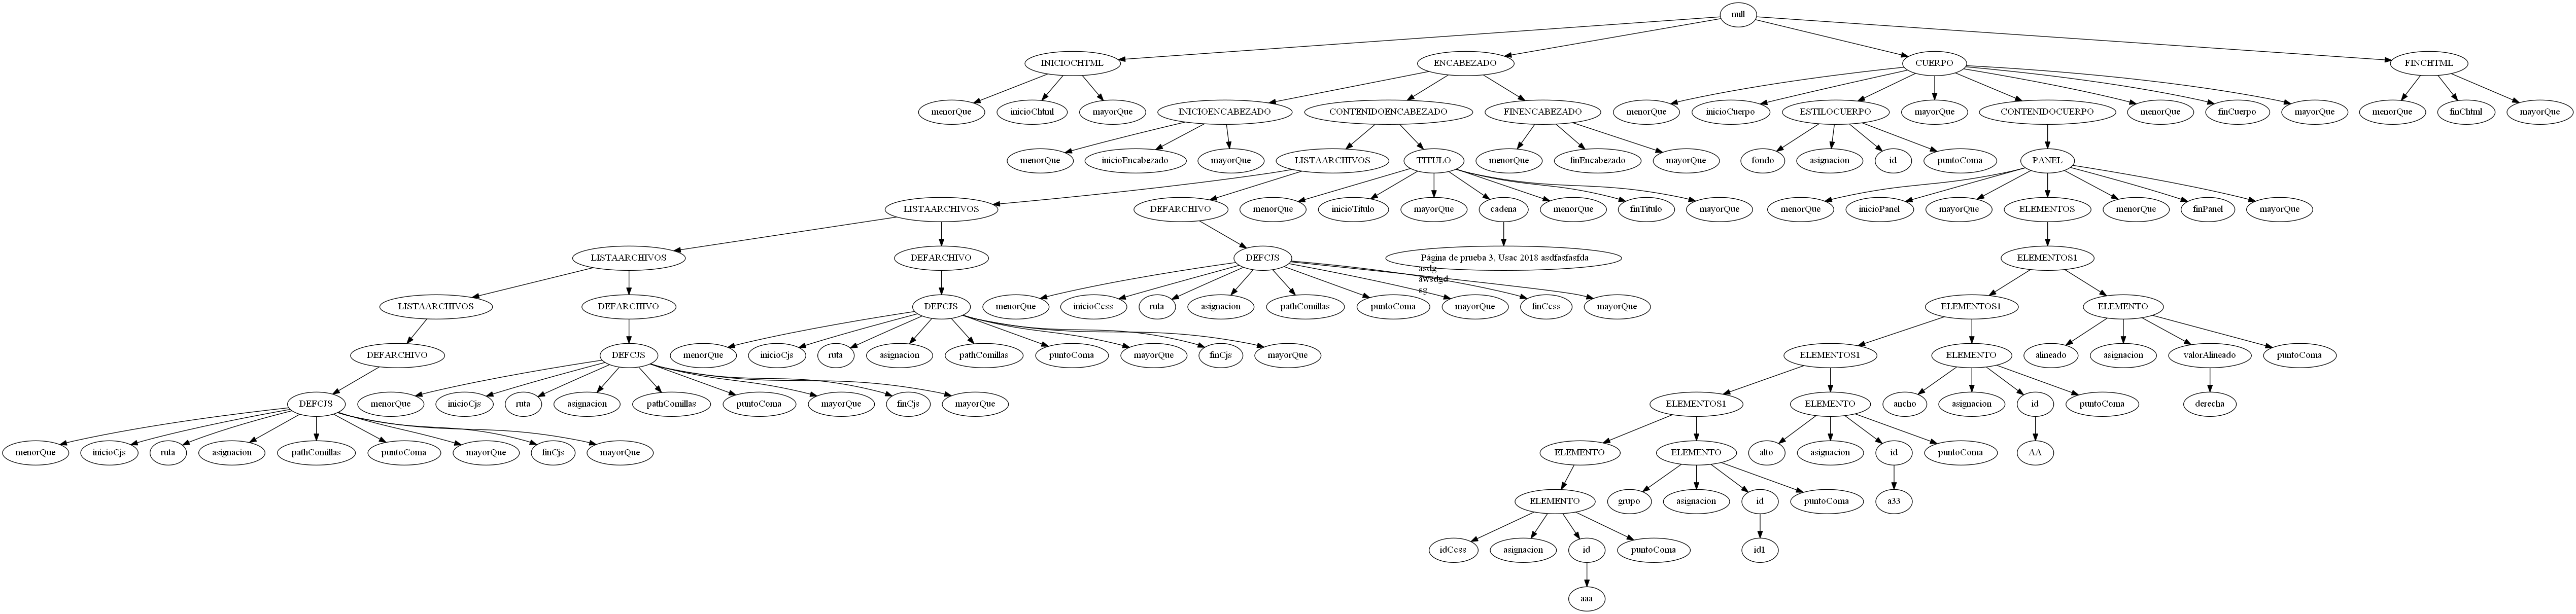 null
INICIOCHTML ENCABEZADO CUERPO FINCHTML
menorQue inicioChtml mayorQue INICIOENCABEZADO CONTENIDOENCABEZADO FINENCABEZADO menorQue inicioCuerpo ESTILOCUERPO mayorQue CONTENIDOCUERPO menorQue finCuerpo mayorQue menorQue finChtml mayorQue
menorQue inicioEncabezado mayorQue LISTAARCHIVOS TITULO menorQue finEncabezado mayorQue fondo asignacion id puntoComa PANEL
LISTAARCHIVOS DEFARCHIVO menorQue inicioTitulo mayorQue cadena menorQue finTitulo mayorQue menorQue inicioPanel mayorQue ELEMENTOS menorQue finPanel mayorQue
LISTAARCHIVOS DEFARCHIVO DEFCJS Página de prueba 3, Usac 2018 asdfasfasfda ELEMENTOS1
asdg
awsdgd
sg
LISTAARCHIVOS DEFARCHIVO DEFCJS menorQue inicioCcss ruta asignacion pathComillas puntoComa mayorQue finCcss mayorQue ELEMENTOS1 ELEMENTO
DEFARCHIVO DEFCJS menorQue inicioCjs ruta asignacion pathComillas puntoComa mayorQue finCjs mayorQue ELEMENTOS1 ELEMENTO alineado asignacion valorAlineado puntoComa
DEFCJS menorQue inicioCjs ruta asignacion pathComillas puntoComa mayorQue finCjs mayorQue ELEMENTOS1 ELEMENTO ancho asignacion id puntoComa derecha
menorQue inicioCjs ruta asignacion pathComillas puntoComa mayorQue finCjs mayorQue ELEMENTO ELEMENTO alto asignacion id puntoComa AA
ELEMENTO grupo asignacion id puntoComa a33
idCcss asignacion id puntoComa id1
aaa